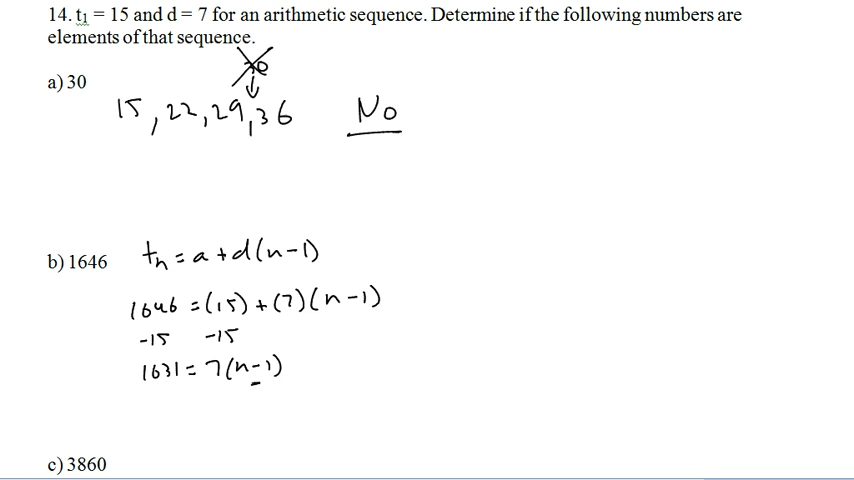 14. t₁ = 15 and d = 7 for an arithmetic sequence. Determine if the following numbers are
elements of that sequence.
a) 30
15, 22, 29, 36 No
b) 1646 tn = a + d(n-1)
1646 = (15) + (7)(n-1)
-15 -15
1631 = 7(n-1)
c) 3860